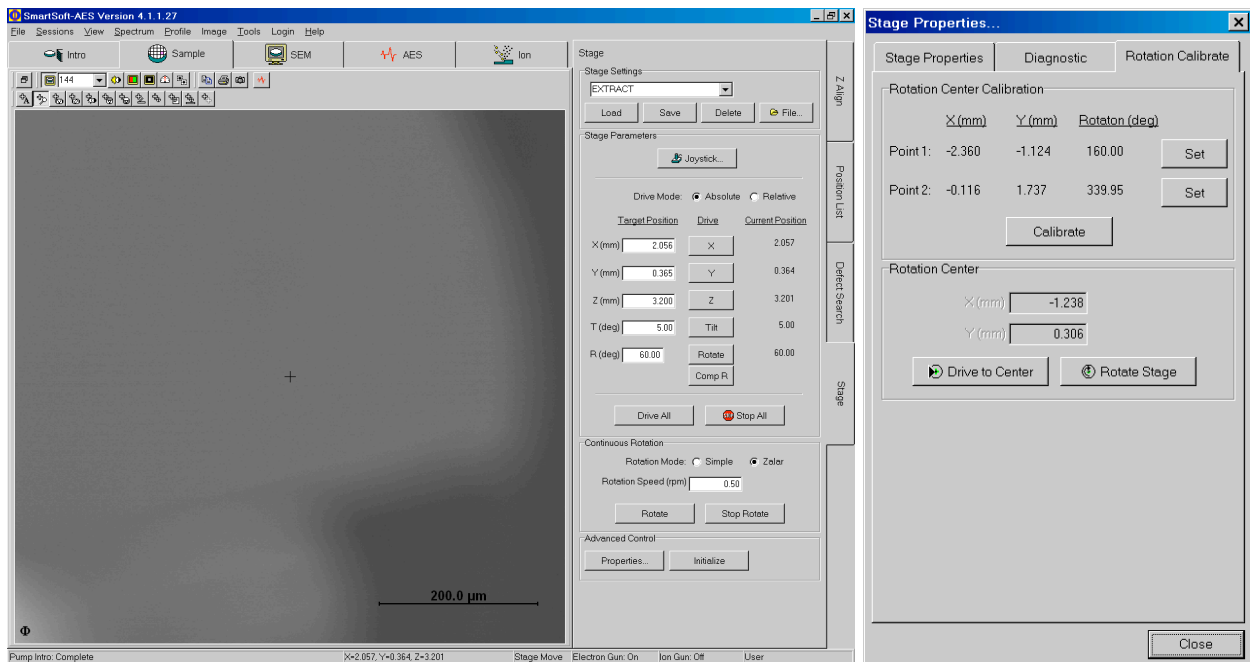 SmartSoft-AES Version 4.1.1.27
File Sessions View Spectrum Profile Image Tools Login Help
Intro Sample SEM AES Ion
144
200.0 µm
Φ
Stage
Stage Settings
EXTRACT
Load Save Delete File...
Stage Parameters
Joystick...
Drive Mode: Absolute Relative
Target Position Drive Current Position
X (mm) 2.056 X 2.057
Y (mm) 0.365 Y 0.364
Z (mm) 3.200 Z 3.201
T (deg) 5.00 Tilt 5.00
R (deg) 60.00 Rotate 60.00
Comp R
Drive All Stop All
Continuous Rotation
Rotation Mode: Simple Zalar
Rotation Speed (rpm) 0.50
Rotate Stop Rotate
Advanced Control
Properties... Initialize
Z Align
Position List
Defect Search
Stage
Pump Intro: Complete X=2.057, Y=0.364, Z=3.201 Stage Move Electron Gun: On Ion Gun: Off User
Stage Properties...
Stage Properties Diagnostic Rotation Calibrate
Rotation Center Calibration
X (mm) Y (mm) Rotaton (deg)
Point 1: -2.360 -1.124 160.00 Set
Point 2: -0.116 1.737 339.95 Set
Calibrate
Rotation Center
X (mm) -1.238
Y (mm) 0.306
Drive to Center Rotate Stage
Close